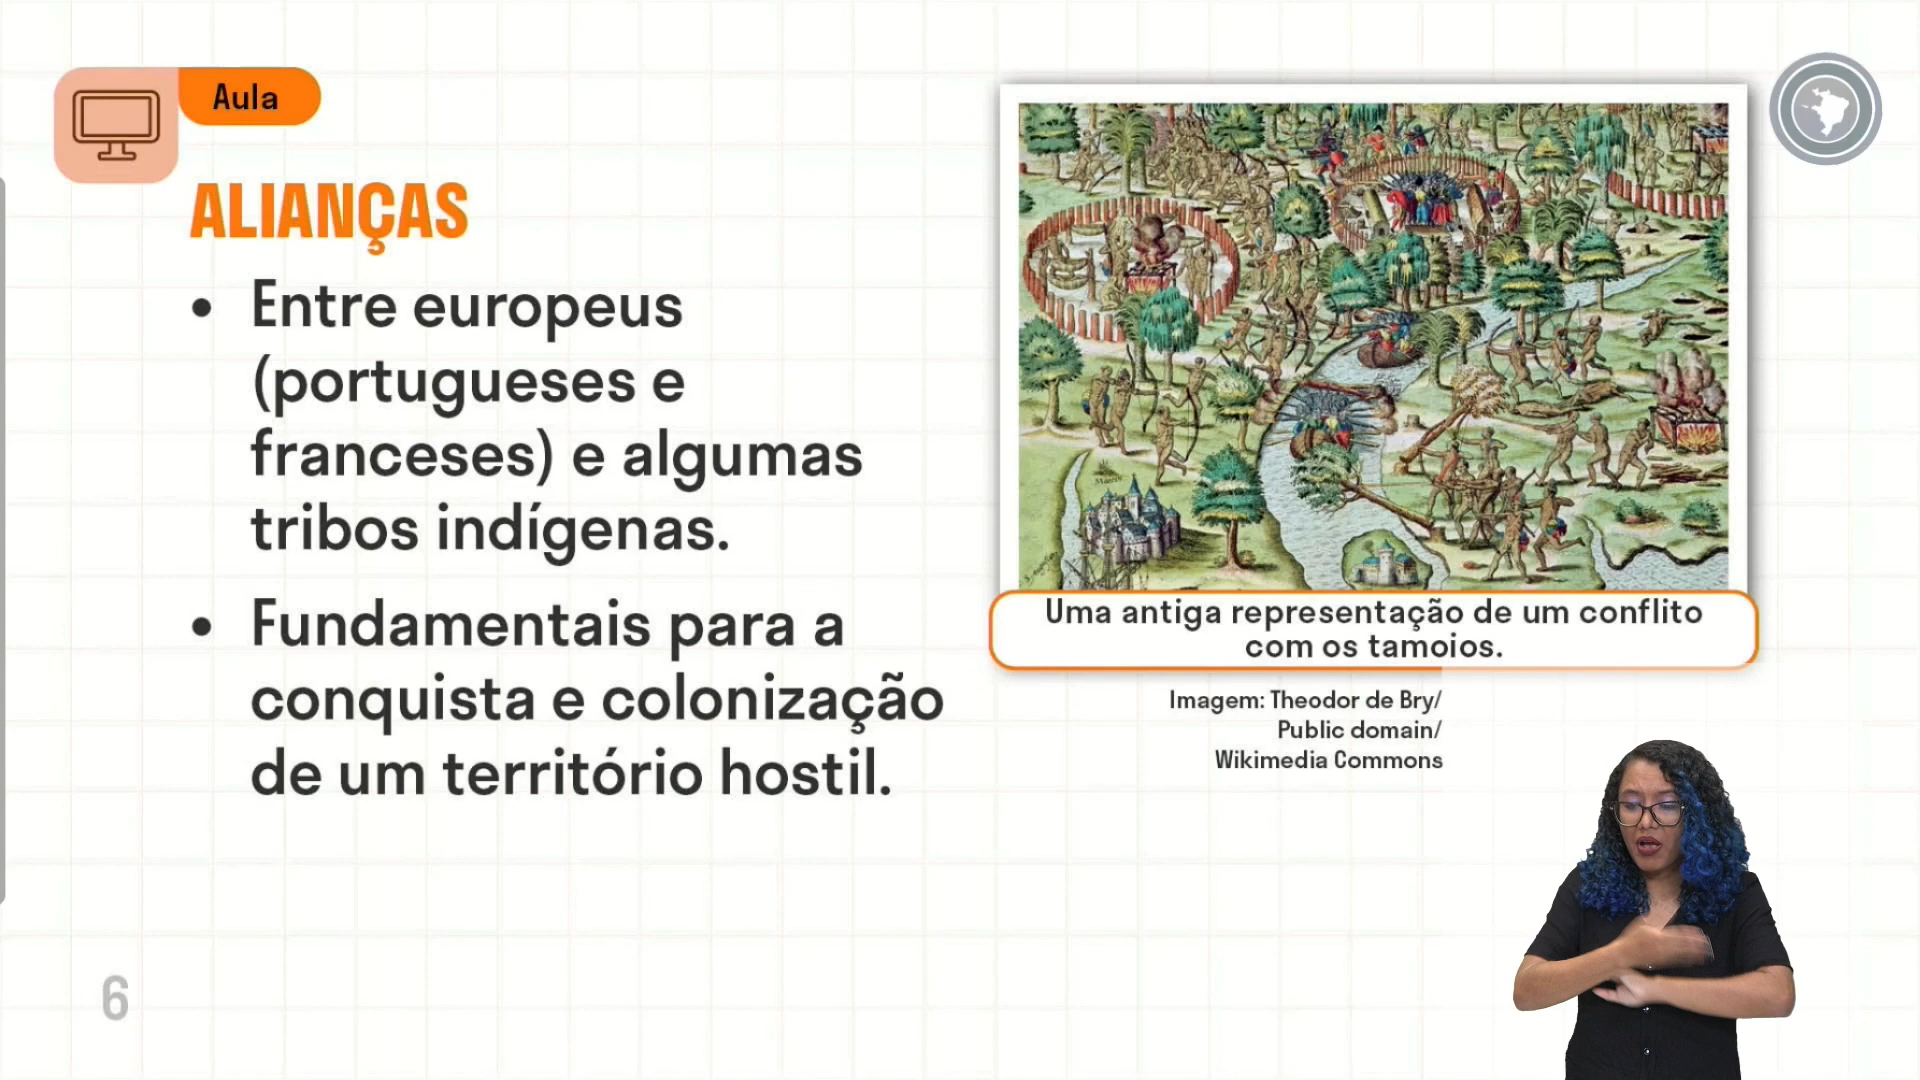 Aula
ALIANÇAS
• Entre europeus
(portugueses e
franceses) e algumas
tribos indígenas.
• Fundamentais para a
conquista e colonização
de um território hostil.
Uma antiga representação de um conflito
com os tamoios.
Imagem: Theodor de Bry/
Public domain/
Wikimedia Commons
6